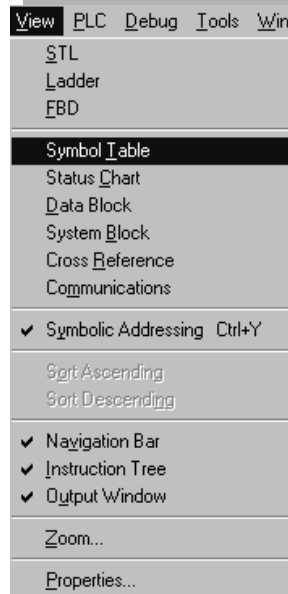 View PLC Debug Tools Win
STL
Ladder
FBD
Symbol Table
Status Chart
Data Block
System Block
Cross Reference
Communications
Symbolic Addressing Ctrl+Y
Sort Ascending
Sort Descending
Navigation Bar
Instruction Tree
Output Window
Zoom...
Properties...